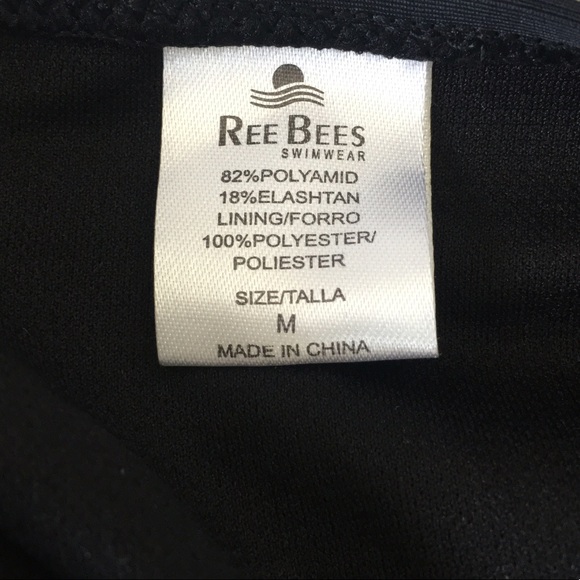 REE BEES
SWIMWEAR
82%POLYAMID
18%ELASHTAN
LINING/FORRO
100%POLYESTER/
POLIESTER
SIZE/TALLA
M
MADE IN CHINA